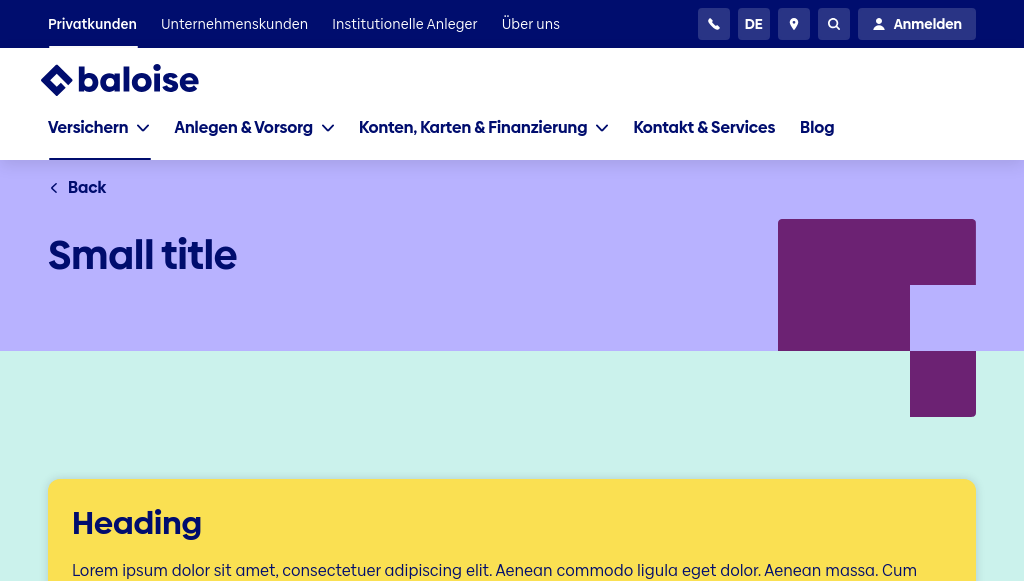 Privatkunden Unternehmenskunden Institutionelle Anleger Über uns DE Anmelden
baloise
Versichern Anlegen & Vorsorg Konten, Karten & Finanzierung Kontakt & Services Blog
Back
Small title
Heading
Lorem ipsum dolor sit amet, consectetuer adipiscing elit. Aenean commodo ligula eget dolor. Aenean massa. Cum